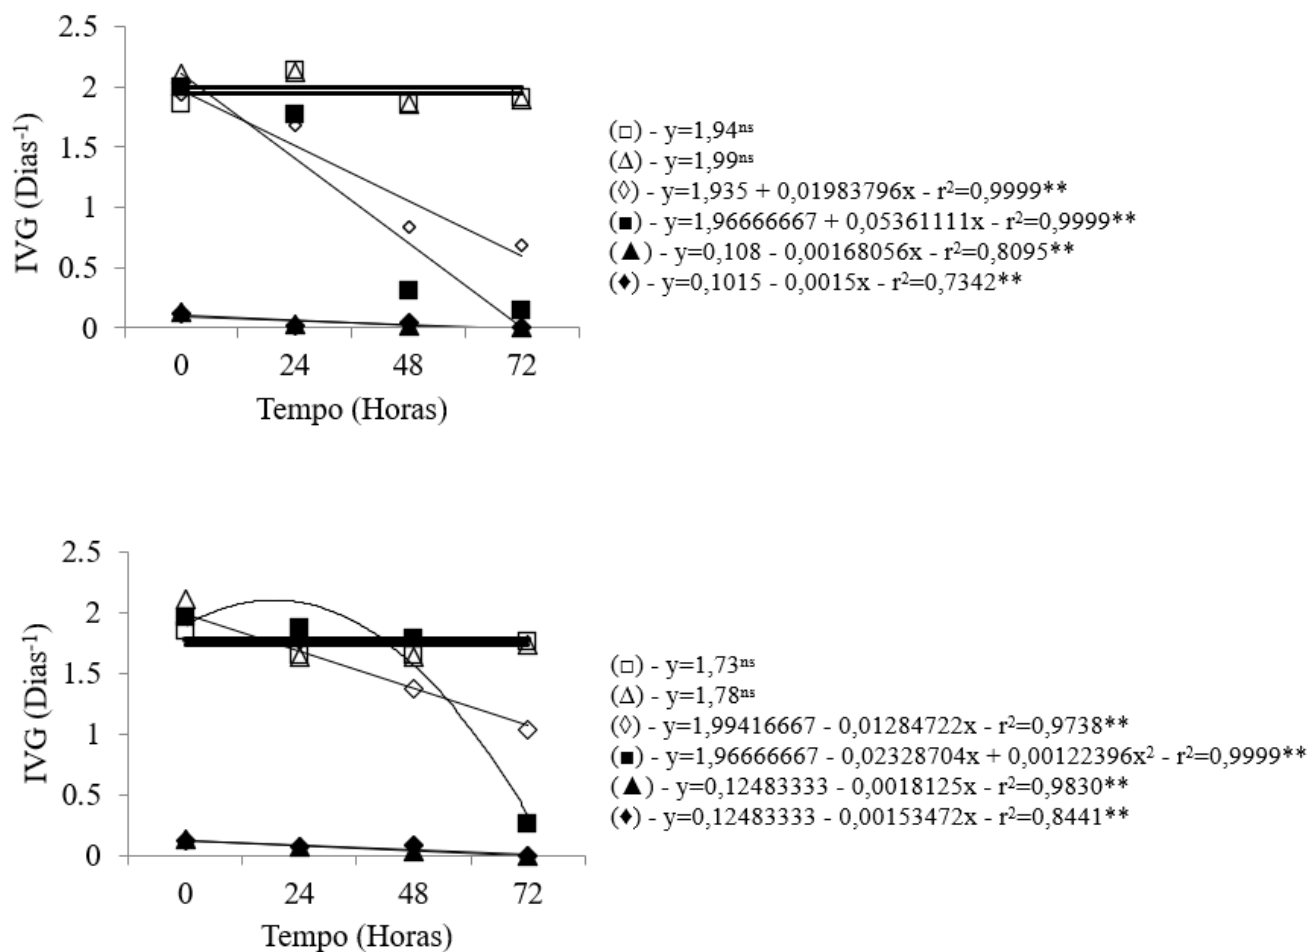 2.5
2
1.5
1
0.5
0
IVG (Dias⁻¹)
0 24 48 72
Tempo (Horas)
(□) - y=1,94ⁿˢ
(Δ) - y=1,99ⁿˢ
(◊) - y=1,935 + 0,01983796x - r²=0,9999**
(■) - y=1,96666667 + 0,05361111x - r²=0,9999**
(▲) - y=0,108 - 0,00168056x - r²=0,8095**
(♦) - y=0,1015 - 0,0015x - r²=0,7342**
2.5
2
1.5
1
0.5
0
IVG (Dias⁻¹)
0 24 48 72
Tempo (Horas)
(□) - y=1,73ⁿˢ
(Δ) - y=1,78ⁿˢ
(◊) - y=1,99416667 - 0,01284722x - r²=0,9738**
(■) - y=1,96666667 - 0,02328704x + 0,00122396x² - r²=0,9999**
(▲) - y=0,12483333 - 0,0018125x - r²=0,9830**
(♦) - y=0,12483333 - 0,00153472x - r²=0,8441**